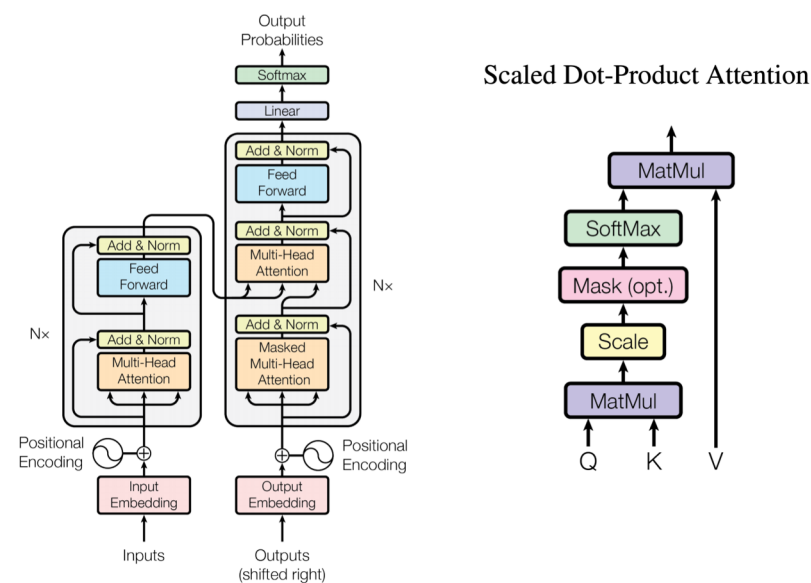 Output
Probabilities
Softmax
Linear
Add & Norm
Feed
Forward
Add & Norm
Multi-Head
Attention
Add & Norm
Masked
Multi-Head
Attention
N×
Add & Norm
Feed
Forward
Add & Norm
Multi-Head
Attention
N×
Positional
Encoding
Positional
Encoding
Input
Embedding
Output
Embedding
Inputs
Outputs
(shifted right)
Scaled Dot-Product Attention
MatMul
SoftMax
Mask (opt.)
Scale
MatMul
Q K V